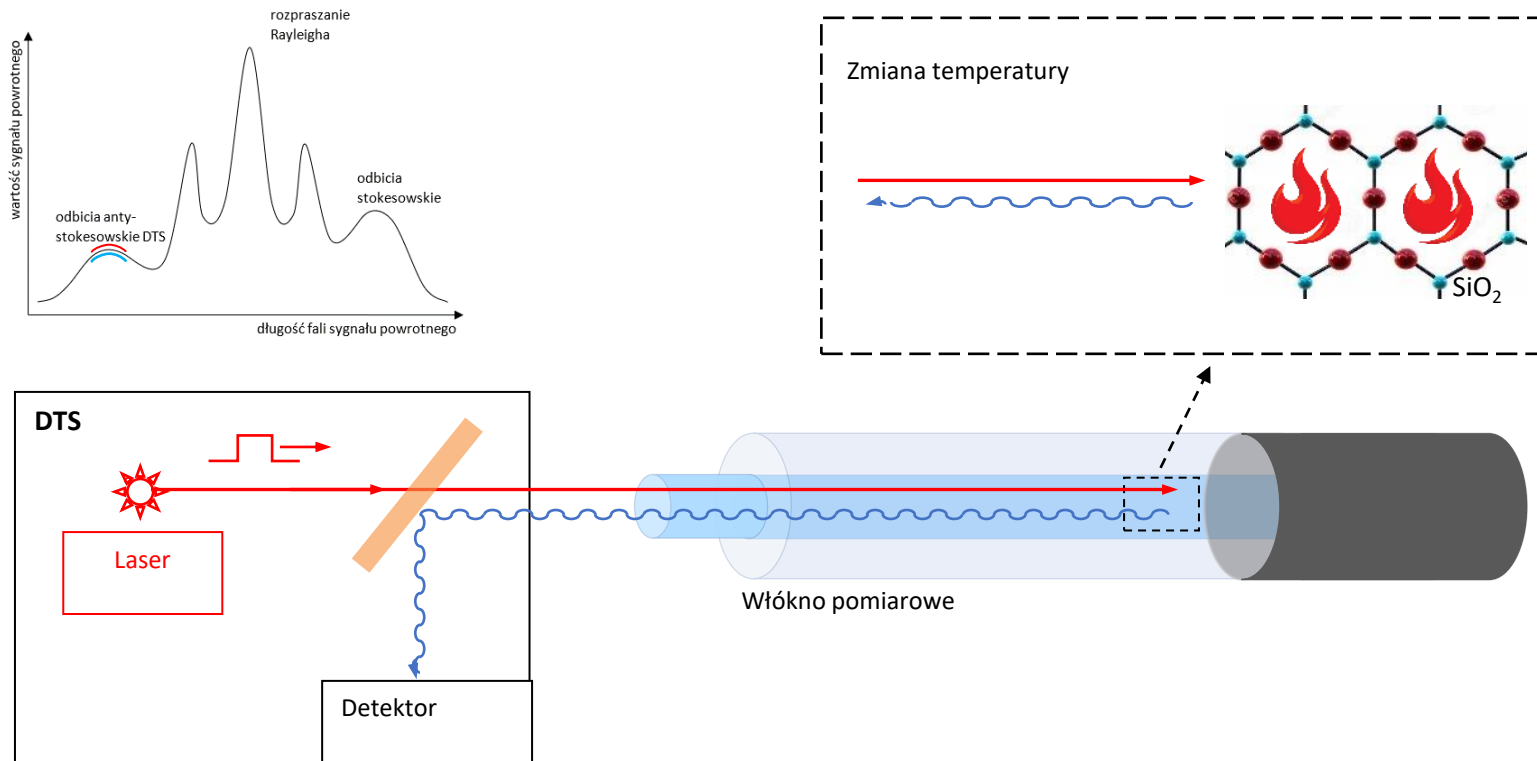 rozpraszanie
Rayleigha
wartość sygnału powrotnego
odbicia anty-
stokesowskie DTS
odbicia
stokesowskie
długość fali sygnału powrotnego
Zmiana temperatury
SiO₂
DTS
Laser
Detektor
Włókno pomiarowe